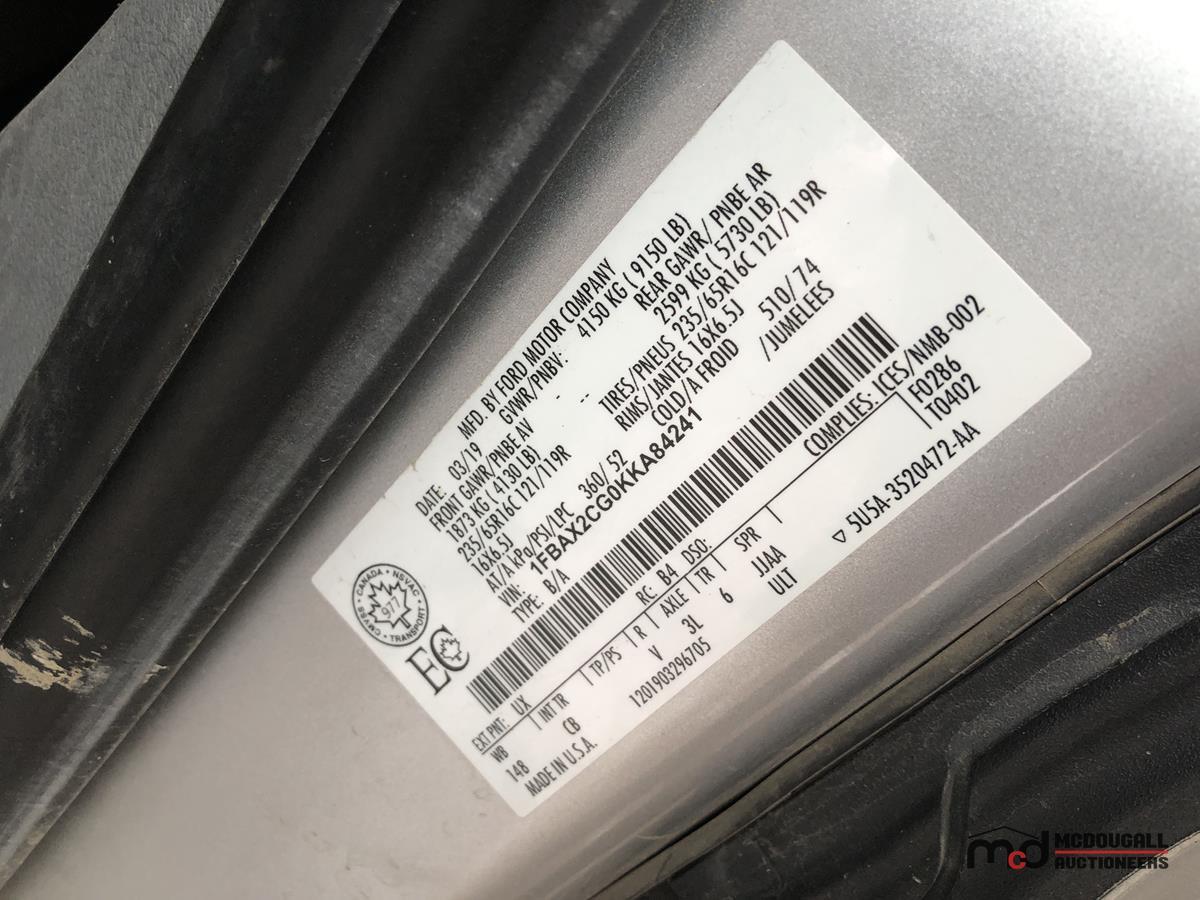 MFD. BY FORD MOTOR COMPANY
DATE: 03/19 GVWR/PNBV: 4150 KG ( 9150 LB)
FRONT GAWR/PNBE AV REAR GAWR/ PNBE AR
1873 KG ( 4130 LB) - - 2599 KG ( 5730 LB)
235/65R16C 121/119R TIRES/PNEUS 235/65R16C 121/119R
16X6.5J RIMS/JANTES 16X6.5J
AT/A kPa/PSI/LPC 360/ 52 COLD/A FROID 510/ 74
VIN: 1FBAX2CG0KKA84241 /JUMELEES
TYPE: B/A
CANADA · NSVAC · TRANSPORT · CMVSS
977
EC
COMPLIES: ICES/NMB-002
EXT PNT: UX RC: B4 DSO: F0286
WB INT TR TP/PS R AXLE TR SPR T0402
148 CB V 3L 6 JJAA
MADE IN U.S.A. 1201903296705 ULT ▽ 5U5A-3520472-AA
mcd MCDOUGALL
AUCTIONEERS